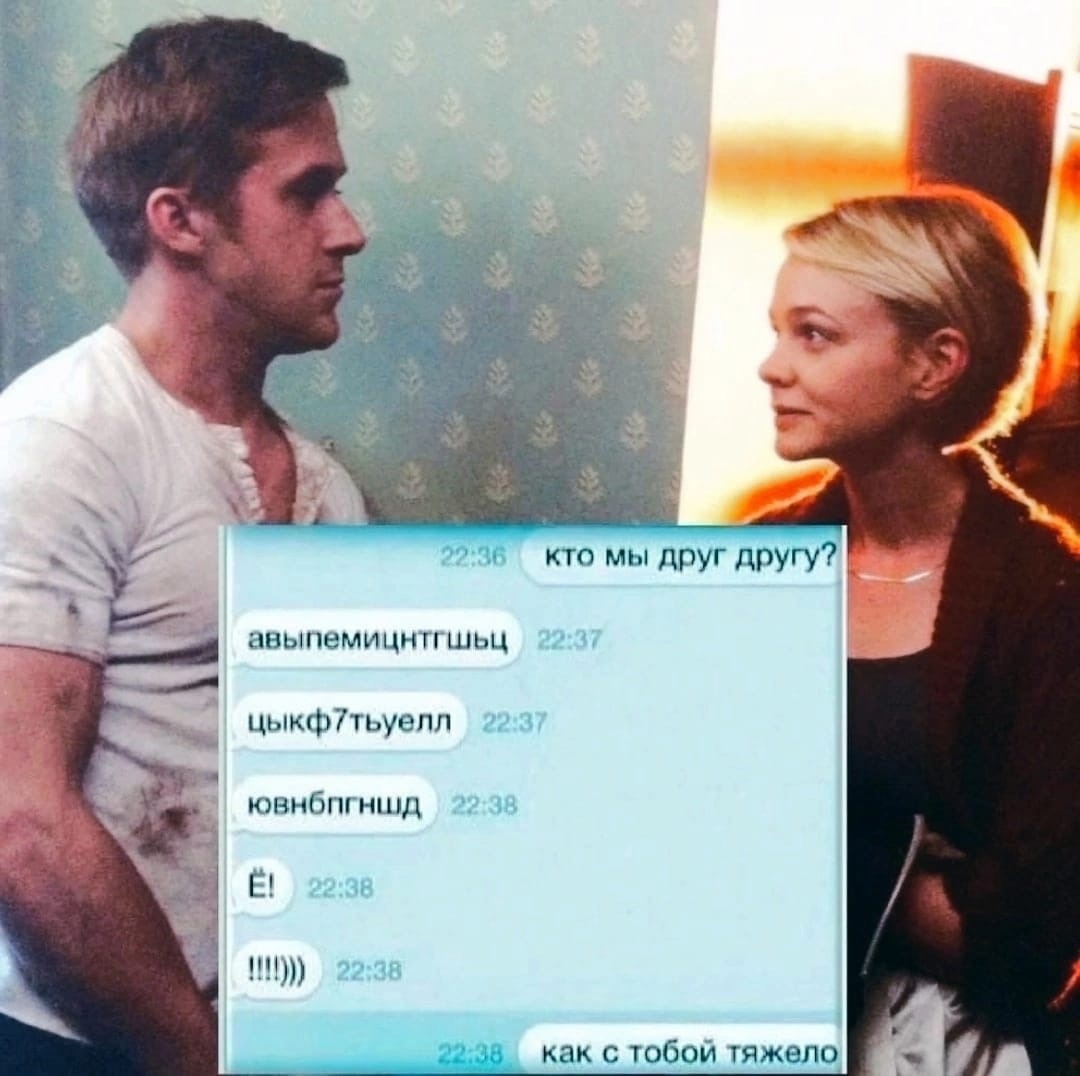 22:36 кто мы друг другу?
авыпемицнтгшьц 22:37
цыкф7тьуелл 22:37
ювнбпгншд 22:38
Ё! 22:38
!!!!))) 22:38
22:38 как с тобой тяжело